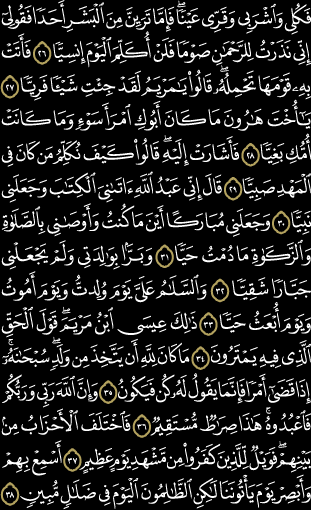 فَكُلِي وَاشْرَبِي وَقَرِّي عَيْنًا فَإِمَّا تَرَيِنَّ مِنَ الْبَشَرِ أَحَدًا فَقُولِي
إِنِّي نَذَرْتُ لِلرَّحْمَٰنِ صَوْمًا فَلَنْ أُكَلِّمَ الْيَوْمَ إِنسِيًّا ٢٦ فَأَتَتْ
بِهِ قَوْمَهَا تَحْمِلُهُ قَالُوا يَامَرْيَمُ لَقَدْ جِئْتِ شَيْئًا فَرِيًّا ٢٧
يَاأُخْتَ هَارُونَ مَا كَانَ أَبُوكِ امْرَأَ سَوْءٍ وَمَا كَانَتْ
أُمُّكِ بَغِيًّا ٢٨ فَأَشَارَتْ إِلَيْهِ قَالُوا كَيْفَ نُكَلِّمُ مَن كَانَ فِي
الْمَهْدِ صَبِيًّا ٢٩ قَالَ إِنِّي عَبْدُ اللَّهِ آتَانِيَ الْكِتَابَ وَجَعَلَنِي
نَبِيًّا ٣٠ وَجَعَلَنِي مُبَارَكًا أَيْنَ مَا كُنتُ وَأَوْصَانِي بِالصَّلَاةِ
وَالزَّكَاةِ مَا دُمْتُ حَيًّا ٣١ وَبَرًّا بِوَالِدَتِي وَلَمْ يَجْعَلْنِي
جَبَّارًا شَقِيًّا ٣٢ وَالسَّلَامُ عَلَيَّ يَوْمَ وُلِدتُّ وَيَوْمَ أَمُوتُ
وَيَوْمَ أُبْعَثُ حَيًّا ٣٣ ذَٰلِكَ عِيسَى ابْنُ مَرْيَمَ قَوْلَ الْحَقِّ
الَّذِي فِيهِ يَمْتَرُونَ ٣٤ مَا كَانَ لِلَّهِ أَن يَتَّخِذَ مِن وَلَدٍ سُبْحَانَهُ
إِذَا قَضَىٰ أَمْرًا فَإِنَّمَا يَقُولُ لَهُ كُن فَيَكُونُ ٣٥ وَإِنَّ اللَّهَ رَبِّي وَرَبُّكُمْ
فَاعْبُدُوهُ هَٰذَا صِرَاطٌ مُّسْتَقِيمٌ ٣٦ فَاخْتَلَفَ الْأَحْزَابُ مِن
بَيْنِهِمْ فَوَيْلٌ لِّلَّذِينَ كَفَرُوا مِن مَّشْهَدِ يَوْمٍ عَظِيمٍ ٣٧ أَسْمِعْ بِهِمْ
وَأَبْصِرْ يَوْمَ يَأْتُونَنَا لَٰكِنِ الظَّالِمُونَ الْيَوْمَ فِي ضَلَالٍ مُّبِينٍ ٣٨